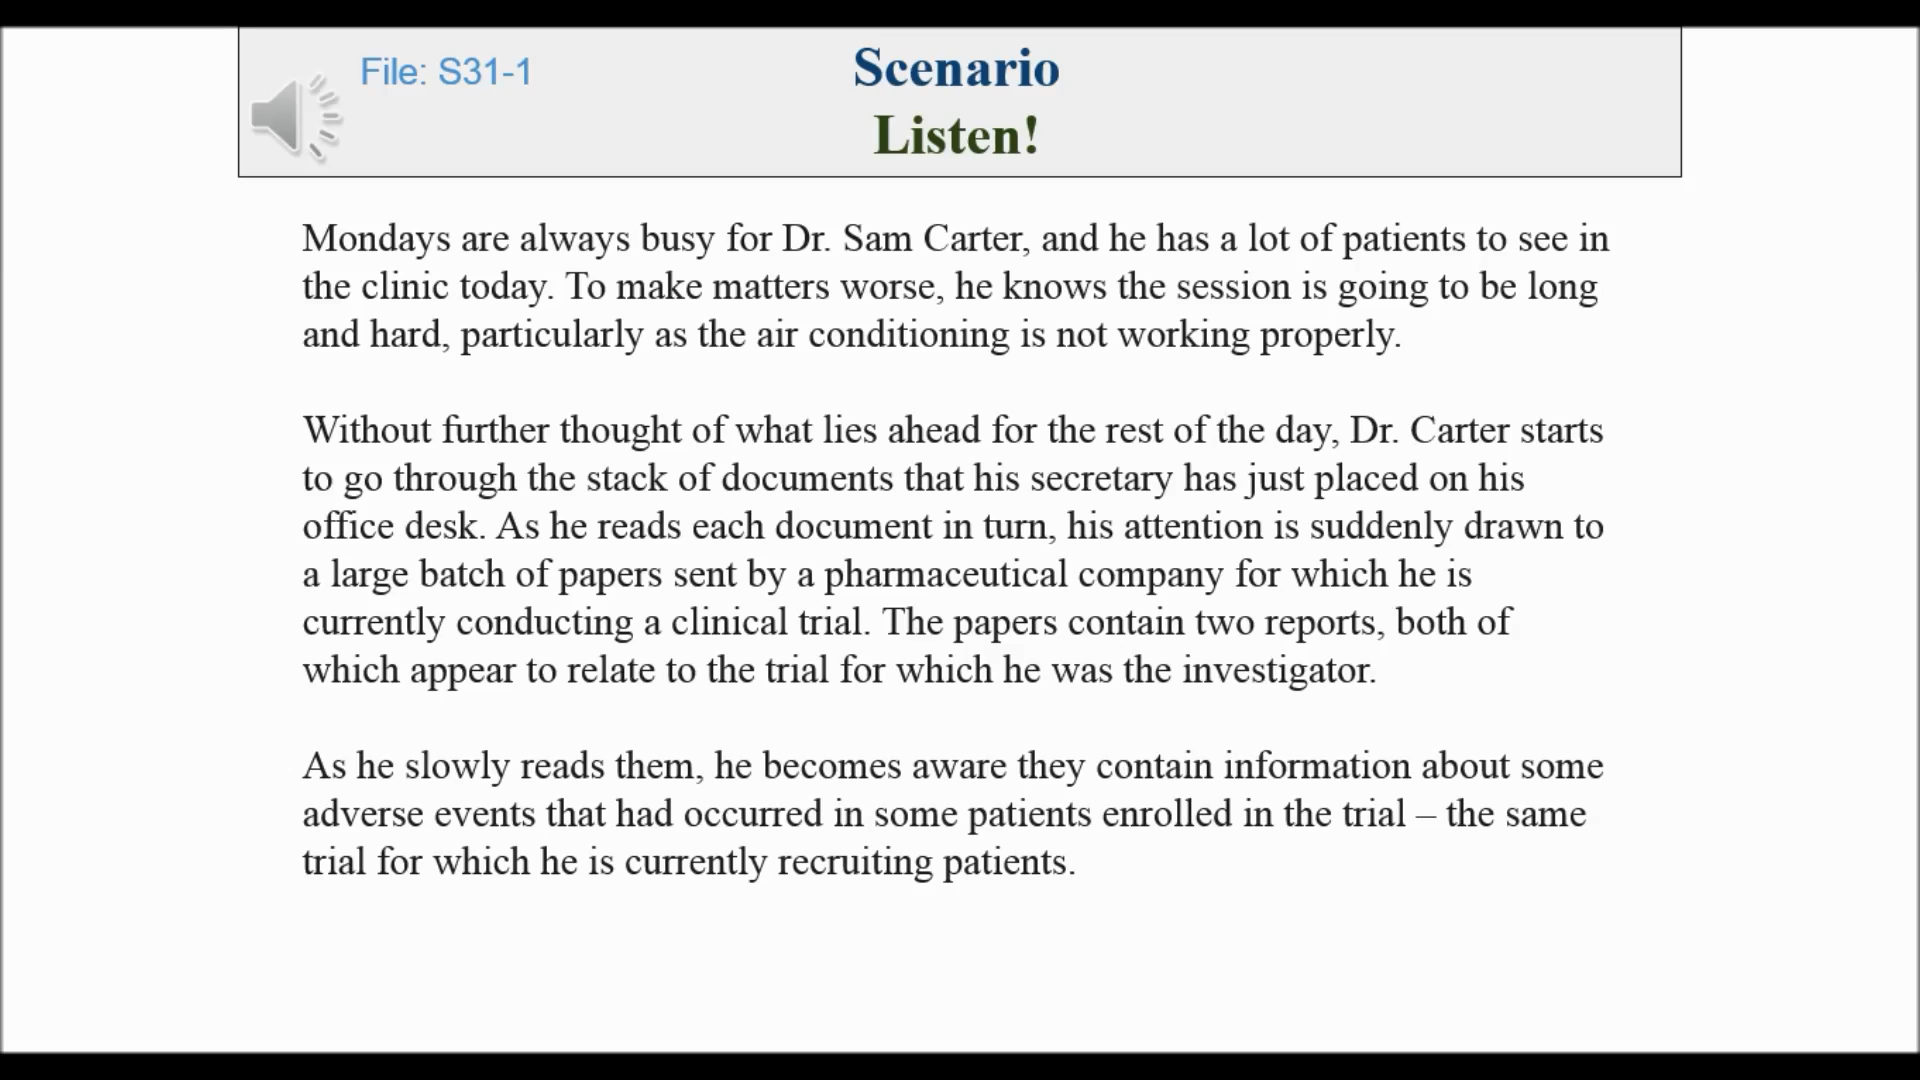 File: S31-1
Scenario
Listen!
Mondays are always busy for Dr. Sam Carter, and he has a lot of patients to see in
the clinic today. To make matters worse, he knows the session is going to be long
and hard, particularly as the air conditioning is not working properly.
Without further thought of what lies ahead for the rest of the day, Dr. Carter starts
to go through the stack of documents that his secretary has just placed on his
office desk. As he reads each document in turn, his attention is suddenly drawn to
a large batch of papers sent by a pharmaceutical company for which he is
currently conducting a clinical trial. The papers contain two reports, both of
which appear to relate to the trial for which he was the investigator.
As he slowly reads them, he becomes aware they contain information about some
adverse events that had occurred in some patients enrolled in the trial – the same
trial for which he is currently recruiting patients.